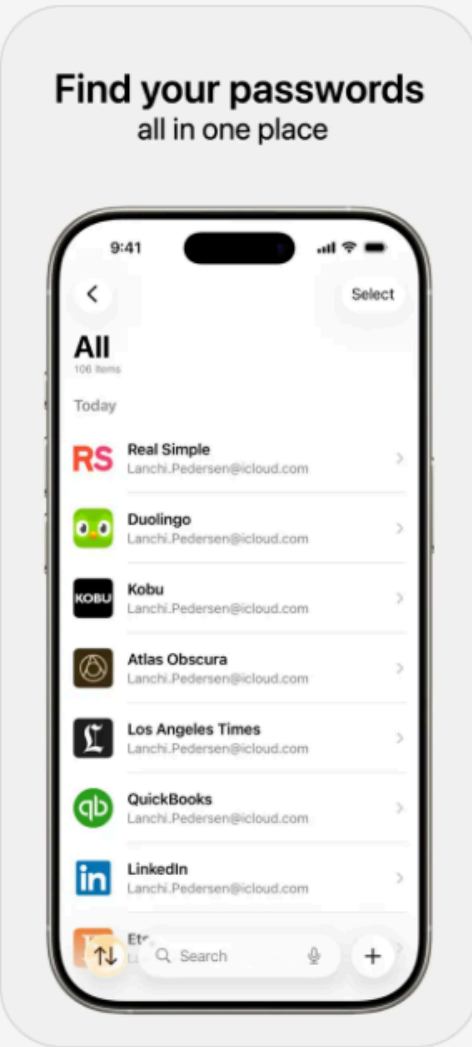 Find your passwords
all in one place
9:41
Select
All
106 items
Today
RS
Real Simple
Lanchi.Pedersen@icloud.com
Duolingo
Lanchi.Pedersen@icloud.com
KOBU
Kobu
Lanchi.Pedersen@icloud.com
Atlas Obscura
Lanchi.Pedersen@icloud.com
L
Los Angeles Times
Lanchi.Pedersen@icloud.com
qb
QuickBooks
Lanchi.Pedersen@icloud.com
in
LinkedIn
Lanchi.Pedersen@icloud.com
Search